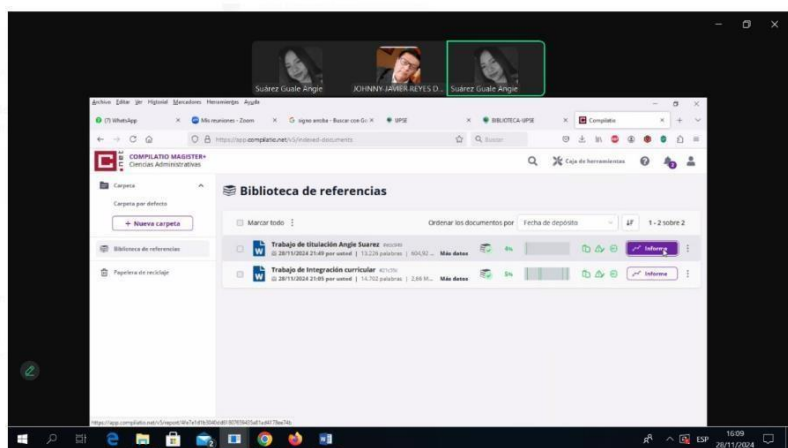 Suárez Guale Angie
JOHNNY JAVIER REYES D...
Suárez Guale Angie
Archivo Editar Ver Historial Marcadores Herramientas Ayuda
(7) WhatsApp
Mis reuniones - Zoom
G signo arroba - Buscar con Go
UPSE
BIBLIOTECA-UPSE
Compilatio
https://app.compilatio.net/v5/indexed-documents
Buscar
COMPILATIO MAGISTER+
Ciencias Administrativas
Caja de herramientas
Carpeta
Carpeta por defecto
+ Nueva carpeta
Biblioteca de referencias
Papelera de reciclaje
Biblioteca de referencias
Marcar todo
Ordenar los documentos por
Fecha de depósito
1 - 2 sobre 2
Trabajo de titulación Angie Suarez
28/11/2024 21:49 por usted | 13.226 palabras |
Más datos
Informe
Trabajo de Integración curricular
28/11/2024 21:05 por usted | 14.702 palabras | 2,66 M...
Más datos
Informe
ESP
16:09
28/11/2024